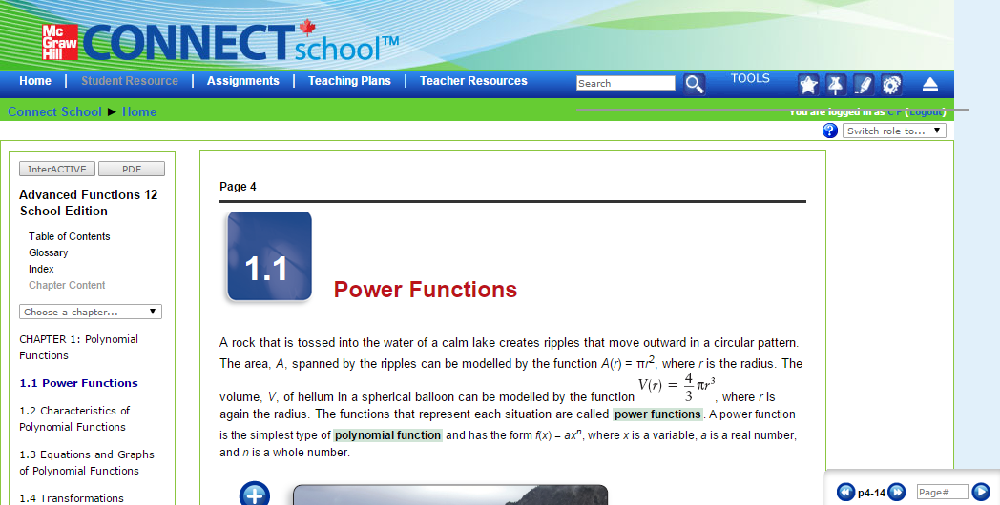 Mc
Graw
Hill
CONNECT school™
Home | Student Resource | Assignments | Teaching Plans | Teacher Resources
Search
TOOLS
Connect School ► Home
You are logged in as C F (Logout)
? Switch role to... ▼
InterACTIVE PDF
Advanced Functions 12
School Edition
Table of Contents
Glossary
Index
Chapter Content
Choose a chapter... ▼
CHAPTER 1: Polynomial
Functions
1.1 Power Functions
1.2 Characteristics of
Polynomial Functions
1.3 Equations and Graphs
of Polynomial Functions
1.4 Transformations
Page 4
1.1
Power Functions
A rock that is tossed into the water of a calm lake creates ripples that move outward in a circular pattern.
The area, A, spanned by the ripples can be modelled by the function A(r) = πr², where r is the radius. The
volume, V, of helium in a spherical balloon can be modelled by the function V(r) = 4/3 πr³, where r is
again the radius. The functions that represent each situation are called power functions. A power function
is the simplest type of polynomial function and has the form f(x) = axⁿ, where x is a variable, a is a real number,
and n is a whole number.
p4-14
Page#